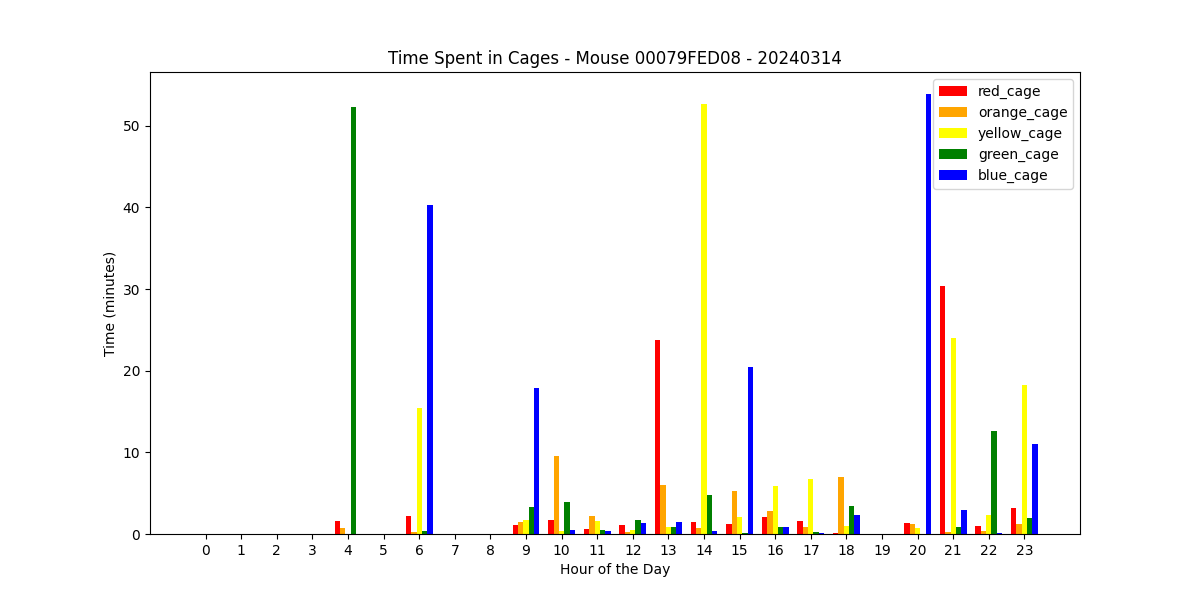 Time Spent in Cages - Mouse 00079FED08 - 20240314
red_cage
orange_cage
yellow_cage
green_cage
blue_cage
Time (minutes)
50
40
30
20
10
0
0 1 2 3 4 5 6 7 8 9 10 11 12 13 14 15 16 17 18 19 20 21 22 23
Hour of the Day